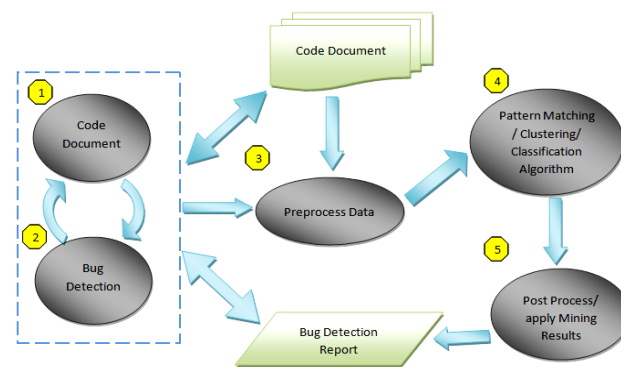 Code Document
1
Code
Document
2
Bug
Detection
3
Preprocess Data
4
Pattern Matching
/ Clustering/
Classification
Algorithm
5
Post Process/
apply Mining
Results
Bug Detection
Report